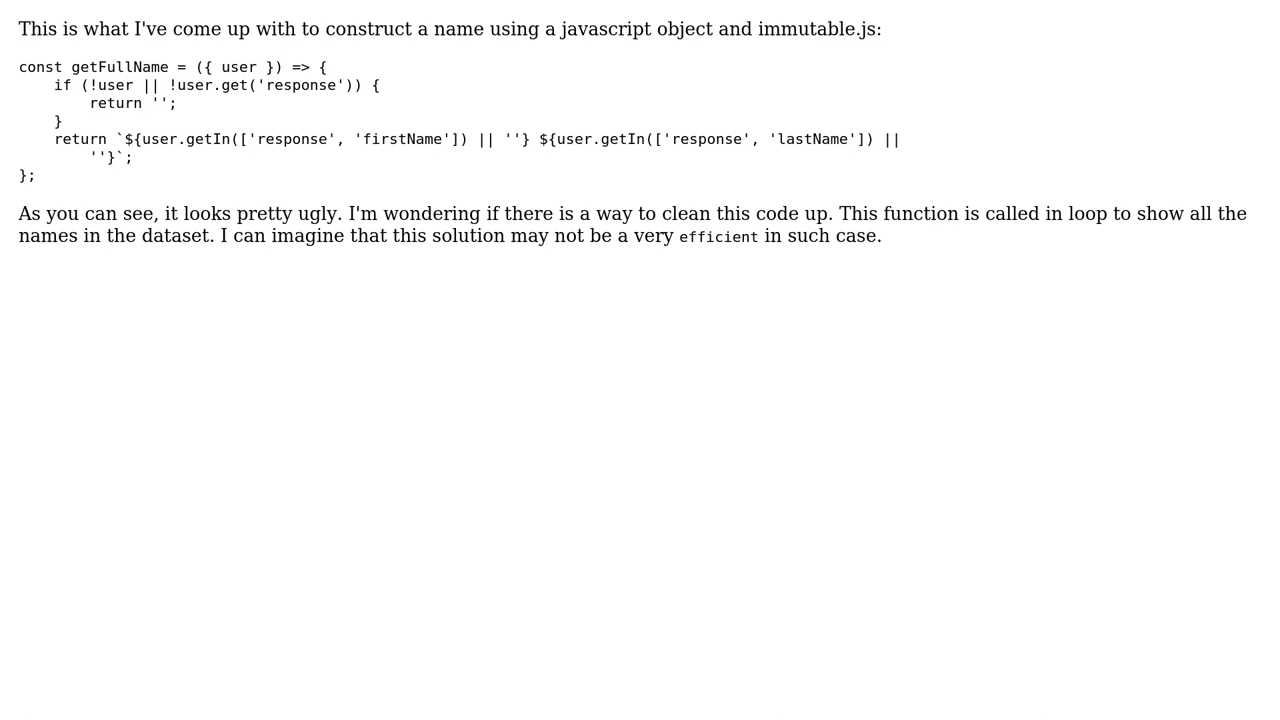 This is what I've come up with to construct a name using a javascript object and immutable.js:
const getFullName = ({ user }) => {
    if (!user || !user.get('response')) {
        return '';
    }
    return `${user.getIn(['response', 'firstName']) || ''} ${user.getIn(['response', 'lastName']) ||
        ''}`;
};
As you can see, it looks pretty ugly. I'm wondering if there is a way to clean this code up. This function is called in loop to show all the
names in the dataset. I can imagine that this solution may not be a very efficient in such case.